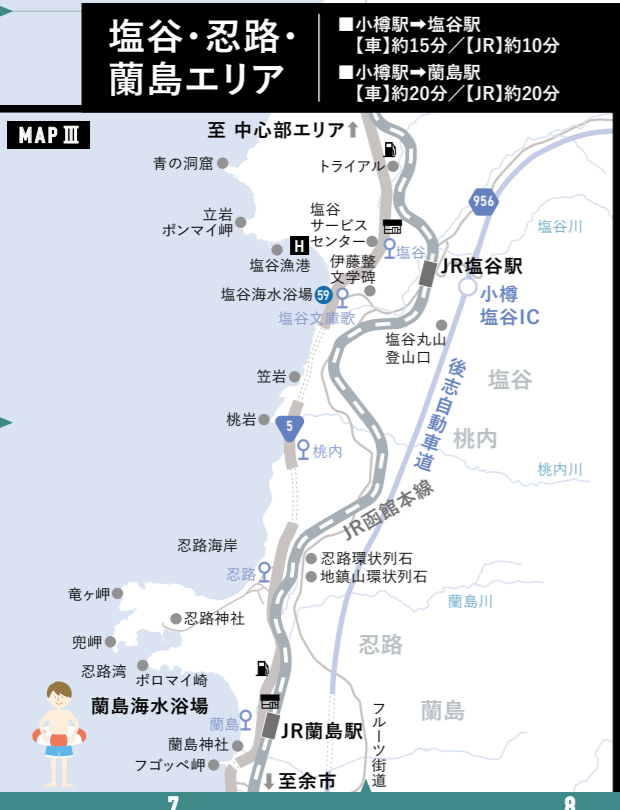 塩谷・忍路・
蘭島エリア
■小樽駅➡塩谷駅
【車】約15分／【JR】約10分
■小樽駅➡蘭島駅
【車】約20分／【JR】約20分
MAPⅢ
至 中心部エリア⬆
青の洞窟
トライアル
立岩
ポンマイ岬
塩谷
サービス
センター
956
塩谷川
H
塩谷漁港
塩谷
伊藤整
文学碑
JR塩谷駅
塩谷海水浴場
59
小樽
塩谷IC
塩谷文庫歌
塩谷丸山
登山口
笠岩
後志自動車道
塩谷
桃岩
5
桃内
桃内
桃内川
JR函館本線
忍路海岸
忍路環状列石
忍路
地鎮山環状列石
竜ヶ岬
蘭島川
忍路神社
兜岬
忍路
忍路湾
ポロマイ崎
蘭島海水浴場
フルーツ街道
蘭島
蘭島
JR蘭島駅
蘭島神社
フゴッペ岬
⬇至余市
7
8